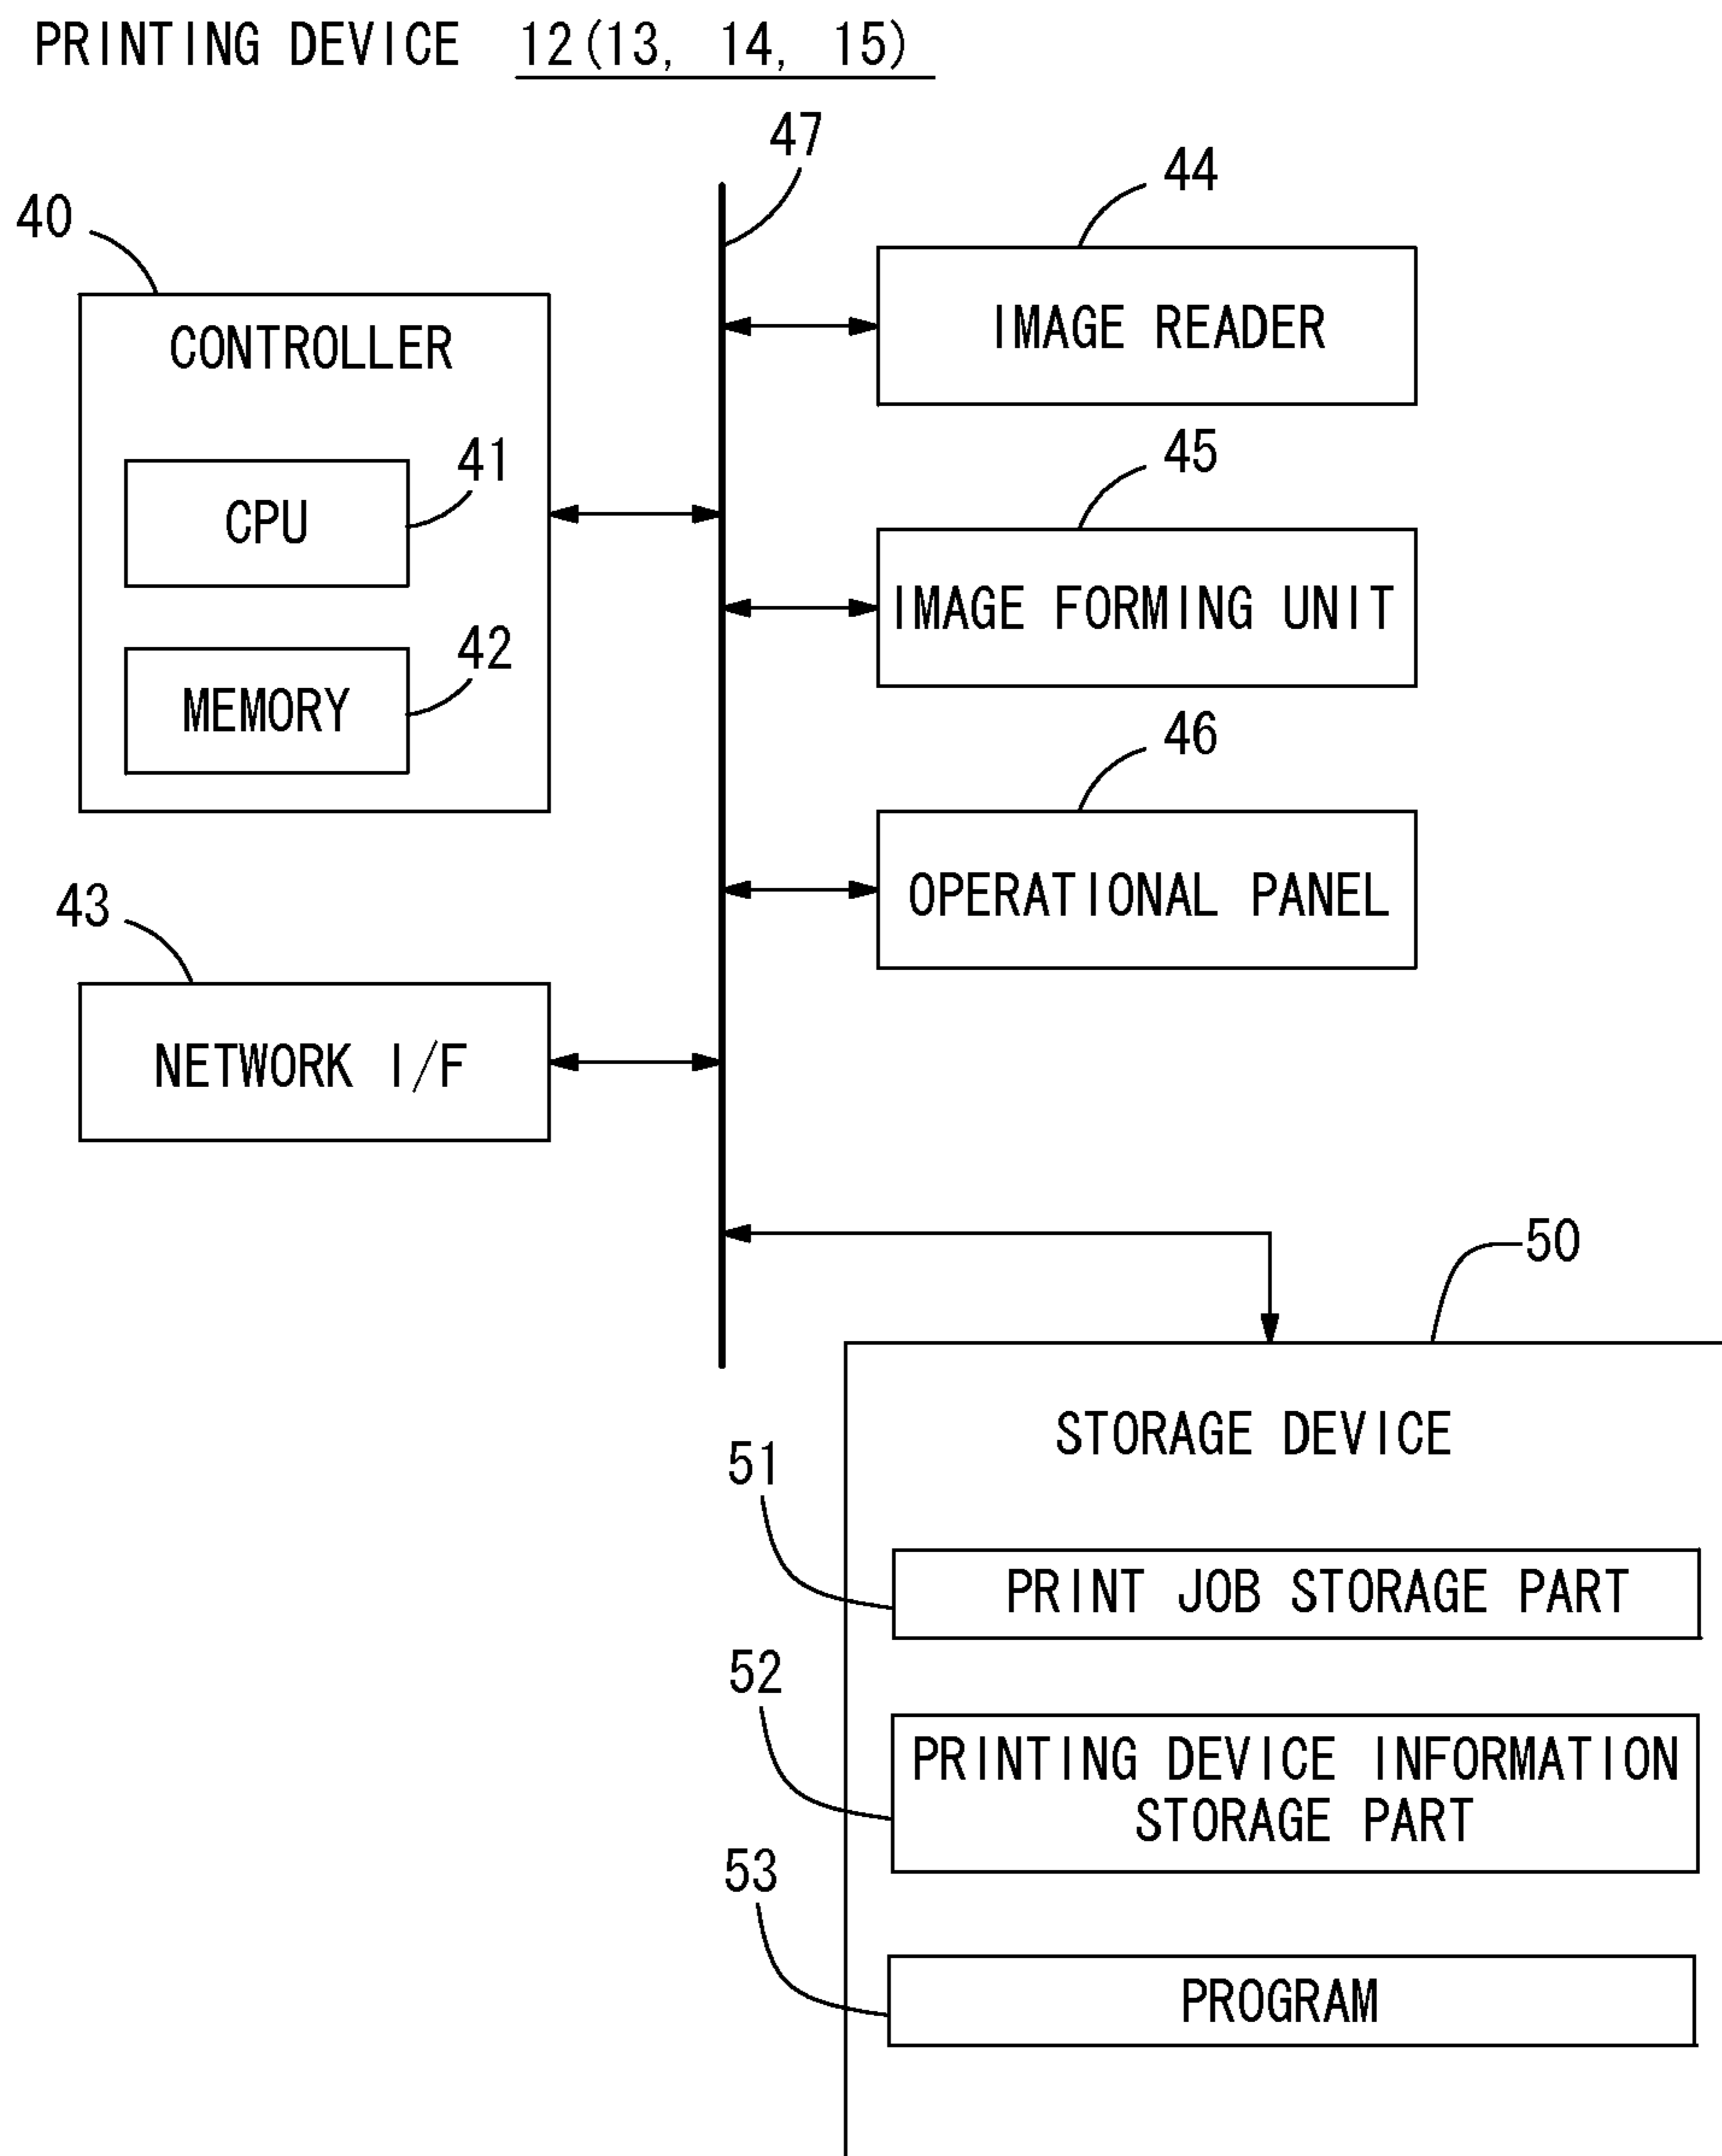 PRINTING DEVICE 12(13, 14, 15)
47
44
40
IMAGE READER
CONTROLLER
41
CPU
45
IMAGE FORMING UNIT
42
MEMORY
46
OPERATIONAL PANEL
43
NETWORK I/F
50
STORAGE DEVICE
51
PRINT JOB STORAGE PART
52
PRINTING DEVICE INFORMATION
STORAGE PART
53
PROGRAM